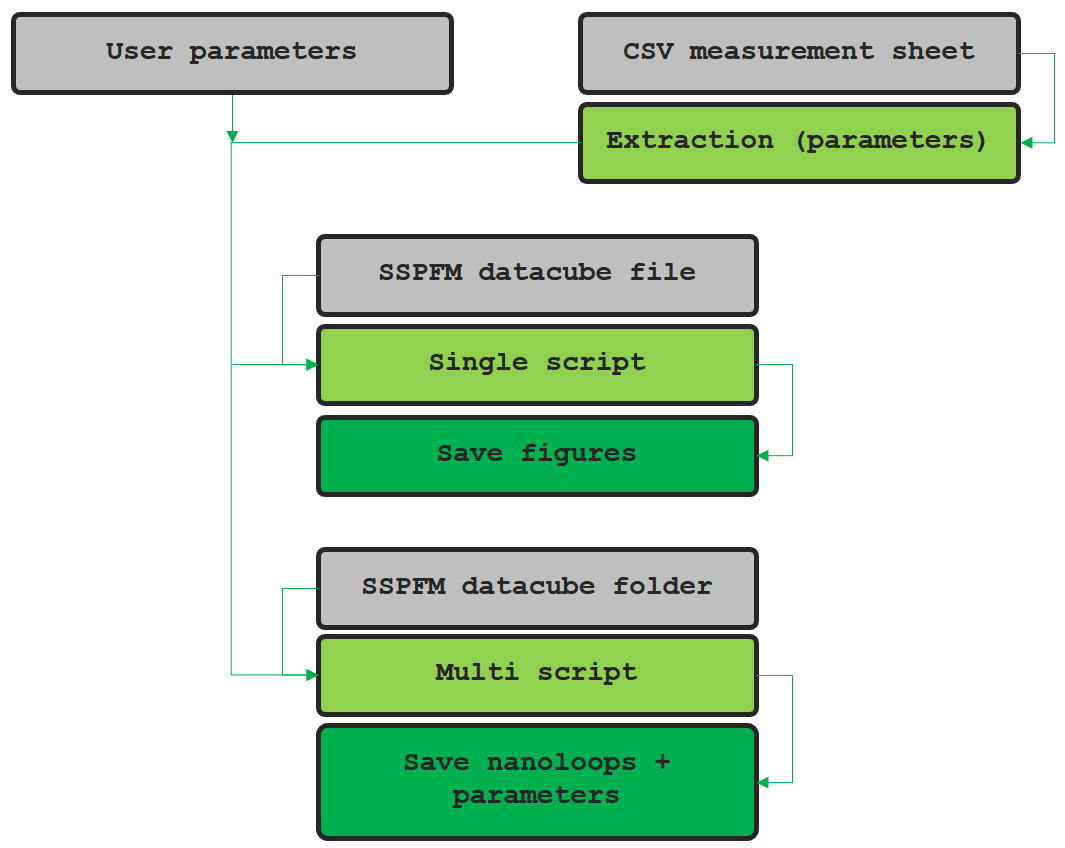 User parameters
CSV measurement sheet
Extraction (parameters)
SSPFM datacube file
Single script
Save figures
SSPFM datacube folder
Multi script
Save nanoloops +
parameters